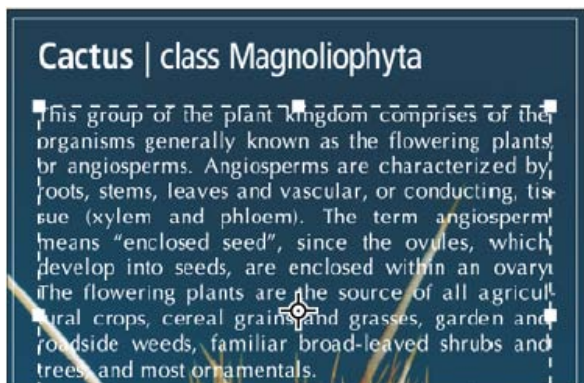 Cactus | class Magnoliophyta
This group of the plant kingdom comprises of the
organisms generally known as the flowering plants
or angiosperms. Angiosperms are characterized by
roots, stems, leaves and vascular, or conducting, tis
sue (xylem and phloem). The term angiosperm
means “enclosed seed”, since the ovules, which
develop into seeds, are enclosed within an ovary.
The flowering plants are the source of all agricul
tural crops, cereal grains and grasses, garden and
roadside weeds, familiar broad-leaved shrubs and
trees, and most ornamentals.